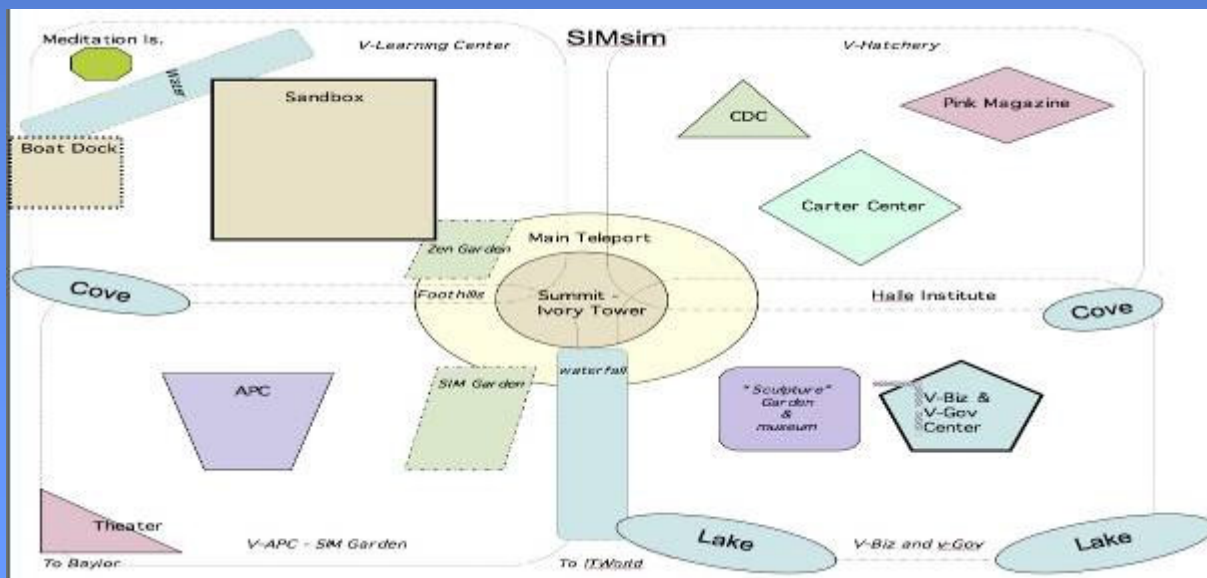 Meditation Is.
V-Learning Center
SIMsim
V-Hatchery
Water
Sandbox
CDC
Pink Magazine
Boat Dock
Carter Center
Zen Garden
Main Teleport
Cove
Foothills
Summit -
Ivory Tower
Halle Institute
Cove
APC
SIM Garden
waterfall
"Sculpture"
Garden
&
museum
V-Biz &
V-Gov
Center
Theater
V-APC - SIM Garden
Lake
V-Biz and v-Gov
Lake
To Baylor
To ITWorld